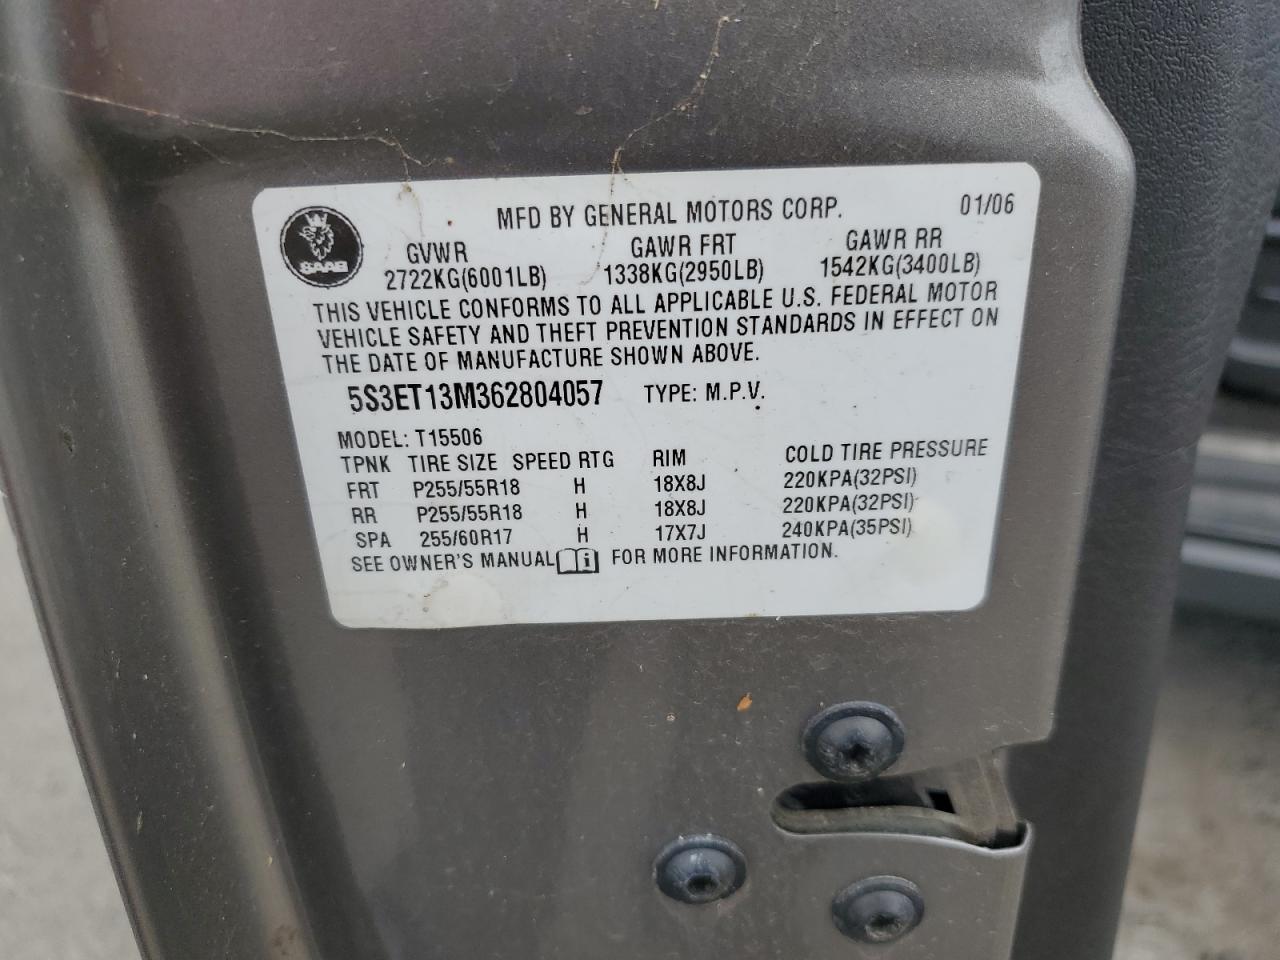 MFD BY GENERAL MOTORS CORP. 01/06
SAAB
GVWR GAWR FRT GAWR RR
2722KG(6001LB) 1338KG(2950LB) 1542KG(3400LB)
THIS VEHICLE CONFORMS TO ALL APPLICABLE U.S. FEDERAL MOTOR
VEHICLE SAFETY AND THEFT PREVENTION STANDARDS IN EFFECT ON
THE DATE OF MANUFACTURE SHOWN ABOVE.
5S3ET13M362804057 TYPE: M.P.V.
MODEL: T15506
TPNK TIRE SIZE SPEED RTG RIM COLD TIRE PRESSURE
FRT P255/55R18 H 18X8J 220KPA(32PSI)
RR P255/55R18 H 18X8J 220KPA(32PSI)
SPA 255/60R17 H 17X7J 240KPA(35PSI)
SEE OWNER'S MANUAL i FOR MORE INFORMATION.